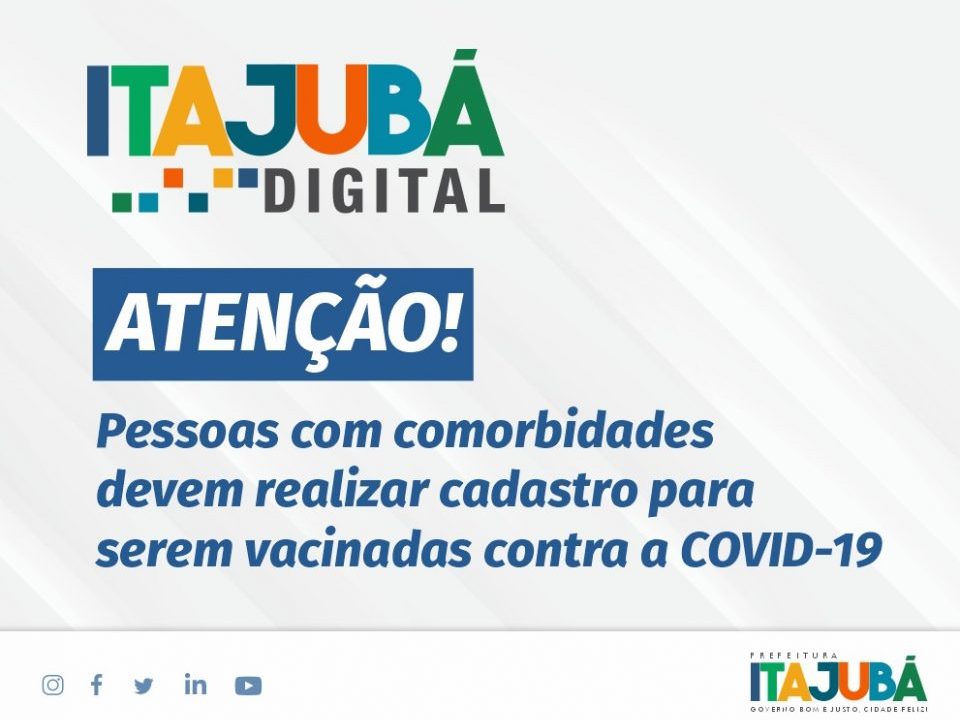 ITAJUBÁ
DIGITAL
ATENÇÃO!
Pessoas com comorbidades
devem realizar cadastro para
serem vacinadas contra a COVID-19
PREFEITURA
ITAJUBÁ
GOVERNO BOM E JUSTO, CIDADE FELIZ!